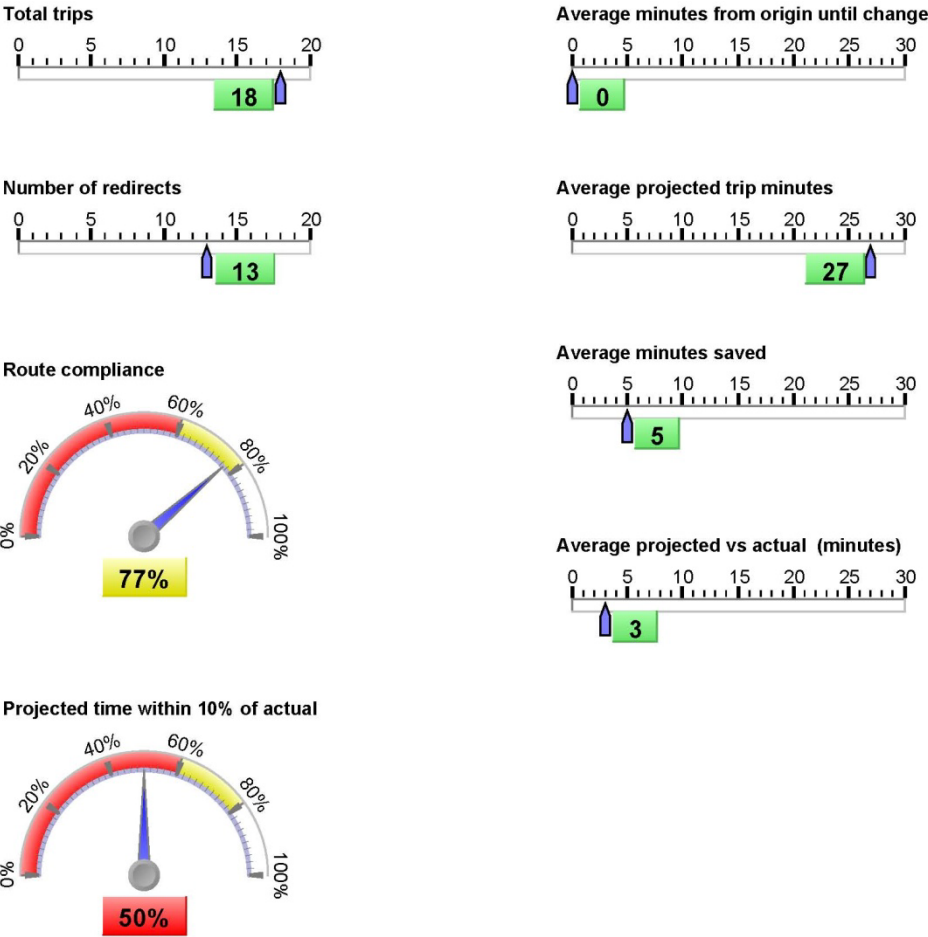 Total trips
0 5 10 15 20
18
Average minutes from origin until change
0 5 10 15 20 25 30
0
Number of redirects
0 5 10 15 20
13
Average projected trip minutes
0 5 10 15 20 25 30
27
Route compliance
0% 20% 40% 60% 80% 100%
77%
Average minutes saved
0 5 10 15 20 25 30
5
Average projected vs actual (minutes)
0 5 10 15 20 25 30
3
Projected time within 10% of actual
0% 20% 40% 60% 80% 100%
50%